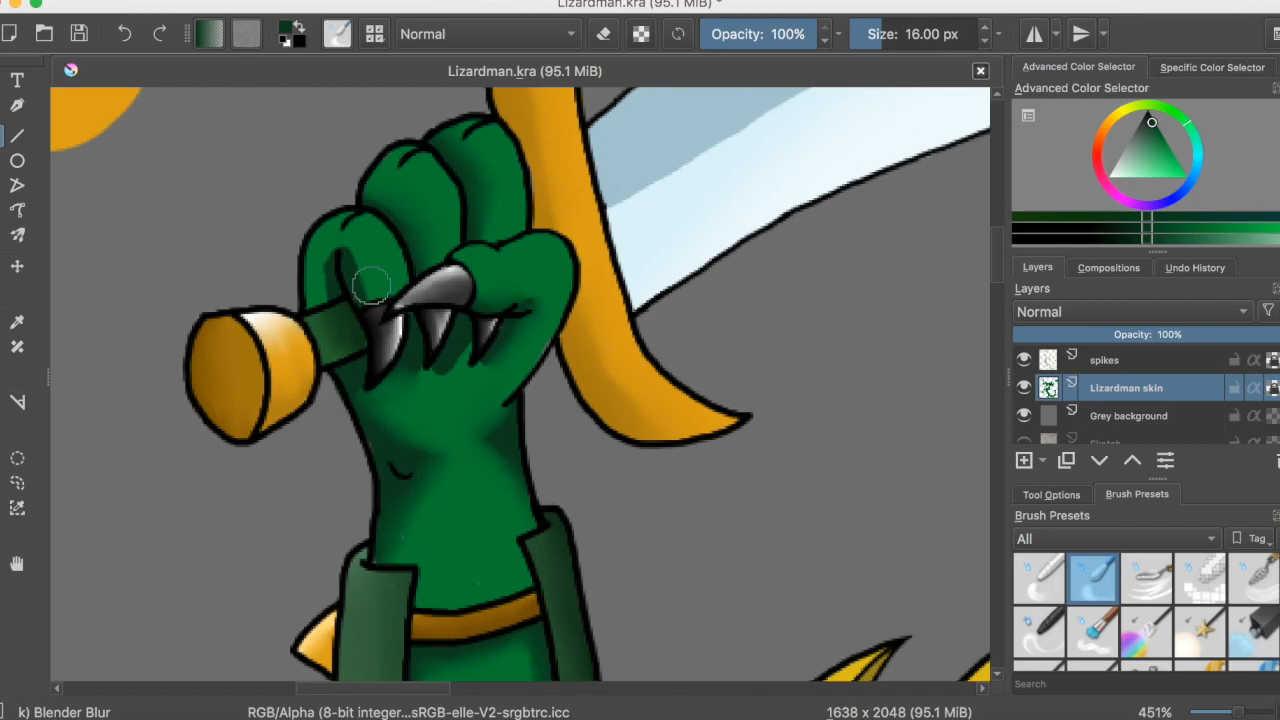 Lizardman.kra (95.1 MiB) *
Normal
Opacity: 100%
Size: 16.00 px
Lizardman.kra (95.1 MiB)
Advanced Color Selector
Specific Color Selector
Advanced Color Selector
Layers
Compositions
Undo History
Layers
Normal
Opacity: 100%
spikes
Lizardman skin
Grey background
Sketch
Tool Options
Brush Presets
Brush Presets
All
Tag
Search
k) Blender Blur
RGB/Alpha (8-bit integer...sRGB-elle-V2-srgbtrc.icc
1638 x 2048 (95.1 MiB)
451%